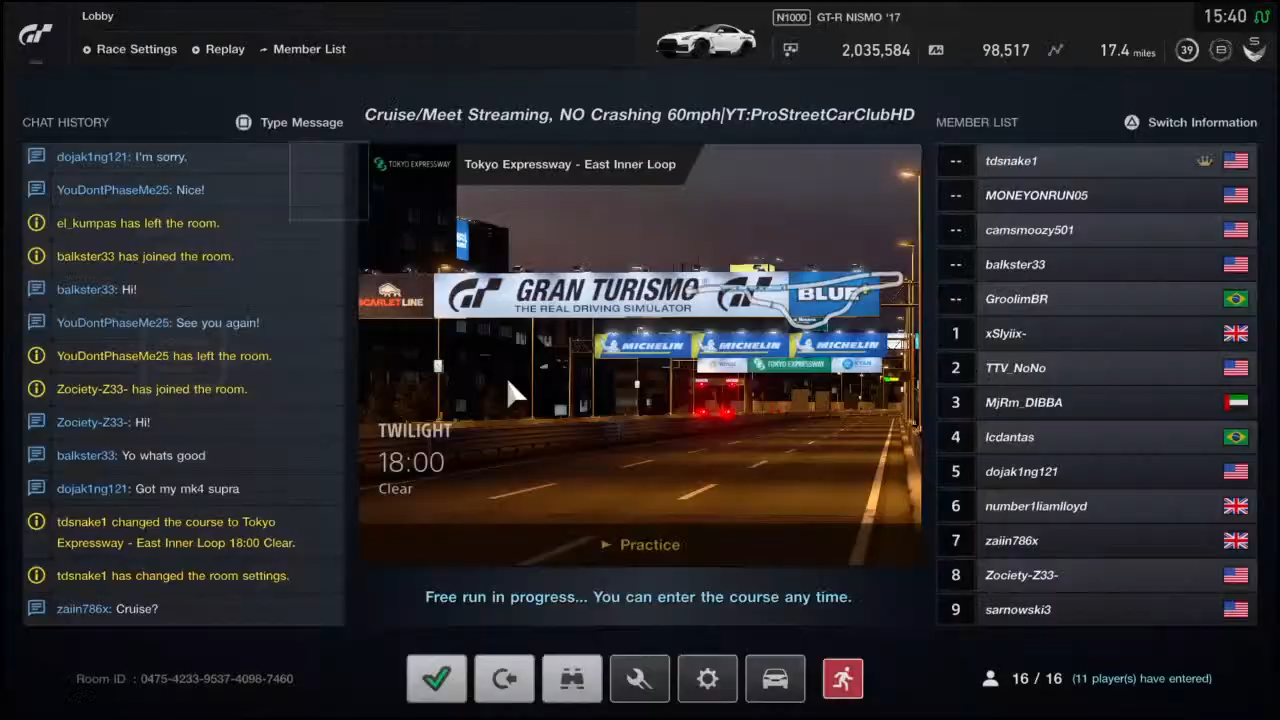 Lobby
Race Settings
Replay
Member List
N1000 GT-R NISMO '17
2,035,584
98,517
17.4 miles
39
B
S
15:40
Cruise/Meet Streaming, NO Crashing 60mph|YT:ProStreetCarClubHD
CHAT HISTORY
Type Message
dojak1ng121: I'm sorry.
YouDontPhaseMe25: Nice!
el_kumpas has left the room.
balkster33 has joined the room.
balkster33: Hi!
YouDontPhaseMe25: See you again!
YouDontPhaseMe25 has left the room.
Zociety-Z33- has joined the room.
Zociety-Z33-: Hi!
balkster33: Yo whats good
dojak1ng121: Got my mk4 supra
tdsnake1 changed the course to Tokyo
Expressway - East Inner Loop 18:00 Clear.
tdsnake1 has changed the room settings.
zaiin786x: Cruise?
TOKYO EXPRESSWAY
Tokyo Expressway - East Inner Loop
SCARLETLINE
GRAN TURISMO
THE REAL DRIVING SIMULATOR
BLUE
MICHELIN
MICHELIN
MICHELIN
TOKYO EXPRESSWAY
TWILIGHT
18:00
Clear
Practice
Free run in progress... You can enter the course any time.
MEMBER LIST
Switch Information
-- tdsnake1
-- MONEYONRUN05
-- camsmoozy501
-- balkster33
-- GroolimBR
1 xSlyiix-
2 TTV_NoNo
3 MjRm_DIBBA
4 lcdantas
5 dojak1ng121
6 number1liamlloyd
7 zaiin786x
8 Zociety-Z33-
9 sarnowski3
Room ID : 0475-4233-9537-4098-7460
16 / 16 (11 player(s) have entered)